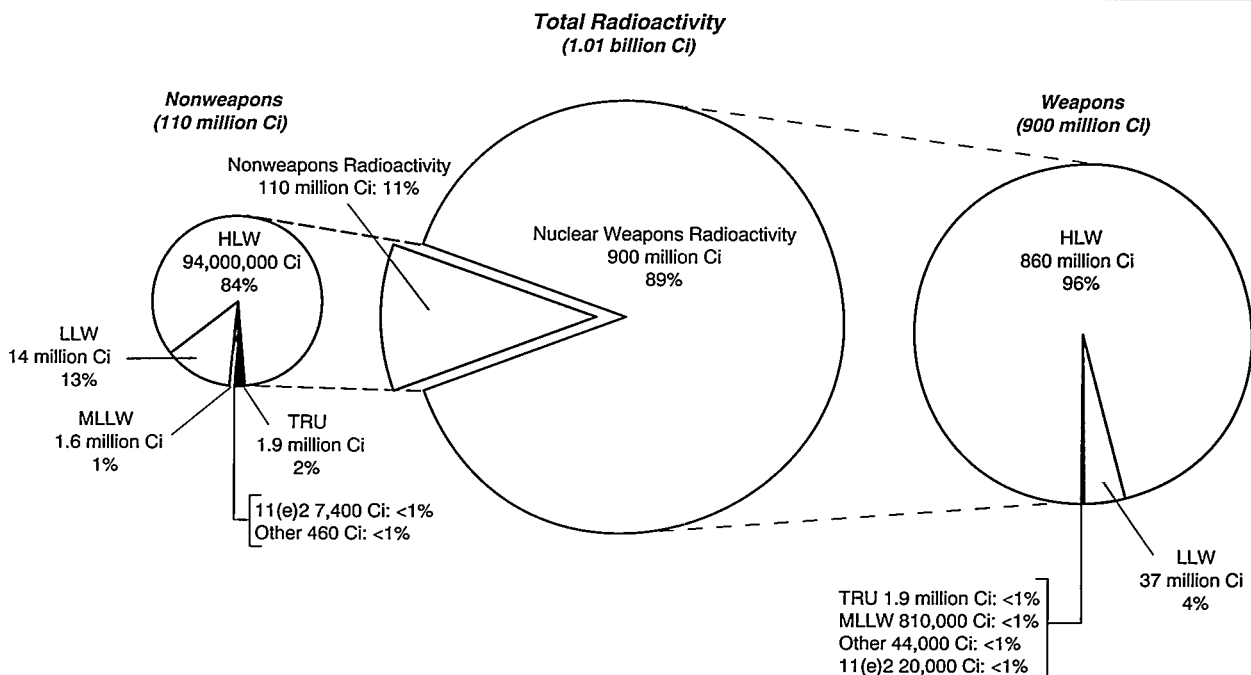 Total Radioactivity
(1.01 billion Ci)
Nonweapons
(110 million Ci)
Weapons
(900 million Ci)
Nonweapons Radioactivity
110 million Ci: 11%
Nuclear Weapons Radioactivity
900 million Ci
89%
HLW
94,000,000 Ci
84%
HLW
860 million Ci
96%
LLW
14 million Ci
13%
MLLW
1.6 million Ci
1%
TRU
1.9 million Ci
2%
11(e)2 7,400 Ci: <1%
Other 460 Ci: <1%
LLW
37 million Ci
4%
TRU 1.9 million Ci: <1%
MLLW 810,000 Ci: <1%
Other 44,000 Ci: <1%
11(e)2 20,000 Ci: <1%